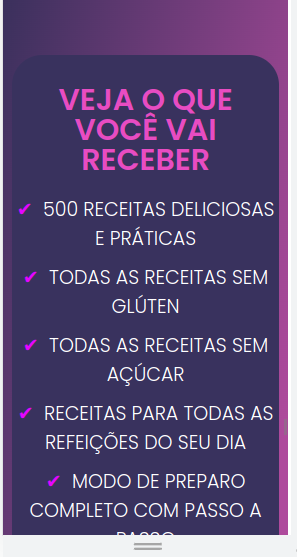 VEJA O QUE
VOCÊ VAI
RECEBER
✔ 500 RECEITAS DELICIOSAS
E PRÁTICAS
✔ TODAS AS RECEITAS SEM
GLÚTEN
✔ TODAS AS RECEITAS SEM
AÇÚCAR
✔ RECEITAS PARA TODAS AS
REFEIÇÕES DO SEU DIA
✔ MODO DE PREPARO
COMPLETO COM PASSO A
PASSO